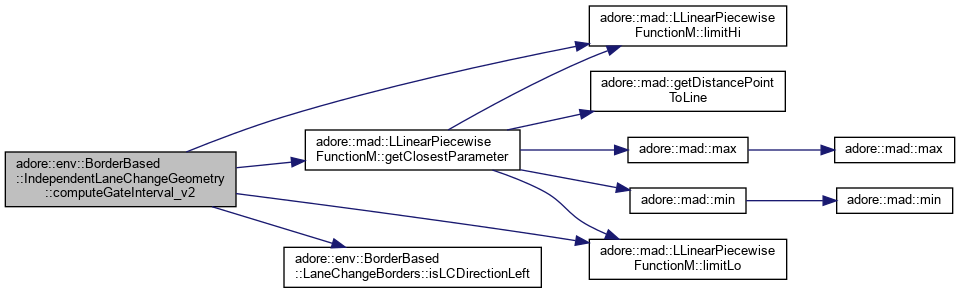 adore::env::BorderBased
::IndependentLaneChangeGeometry
::computeGateInterval_v2
adore::mad::LLinearPiecewise
FunctionM::limitHi
adore::mad::LLinearPiecewise
FunctionM::getClosestParameter
adore::mad::getDistancePoint
ToLine
adore::mad::max
adore::mad::max
adore::mad::min
adore::mad::min
adore::mad::LLinearPiecewise
FunctionM::limitLo
adore::env::BorderBased
::LaneChangeBorders::isLCDirectionLeft